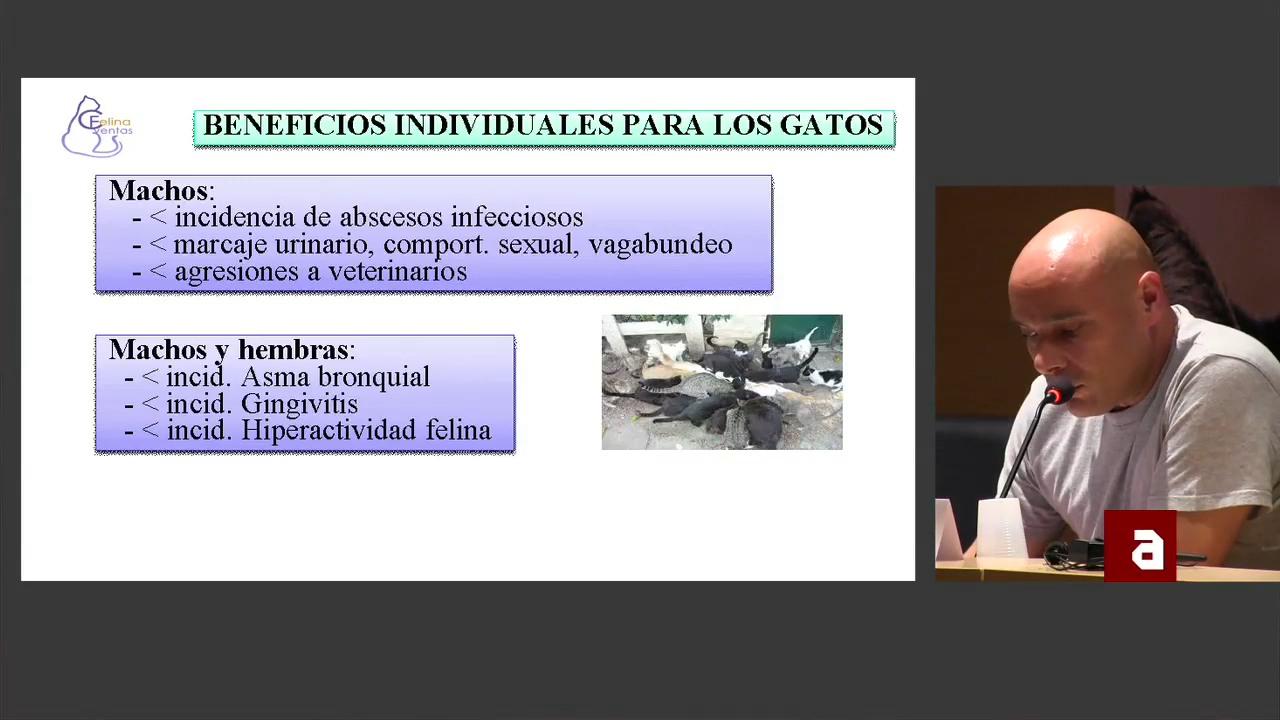 CFelina
Ventas
BENEFICIOS INDIVIDUALES PARA LOS GATOS
Machos:
- < incidencia de abscesos infecciosos
- < marcaje urinario, comport. sexual, vagabundeo
- < agresiones a veterinarios
Machos y hembras:
- < incid. Asma bronquial
- < incid. Gingivitis
- < incid. Hiperactividad felina
a